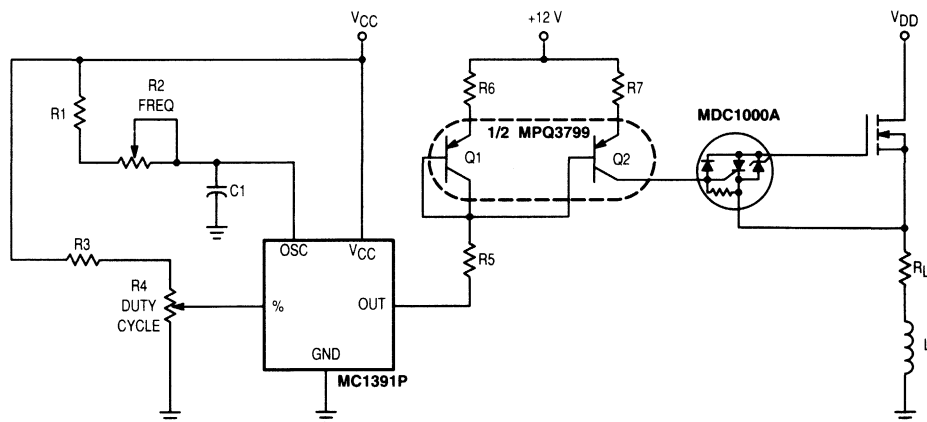 VCC
+12 V
VDD
R1
R2
FREQ
R6
R7
MDC1000A
1/2 MPQ3799
Q1
Q2
C1
R3
OSC
VCC
R5
R4
DUTY
CYCLE
%
OUT
GND
MC1391P
RL
L